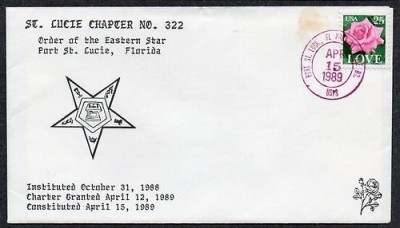 St. Lucie Chapter No. 322
Order of the Eastern Star
Port St. Lucie, Florida
USA 25
LOVE
APR
15
1989
USPS
Instituted October 31, 1988
Charter Granted April 12, 1989
Constituted April 15, 1989